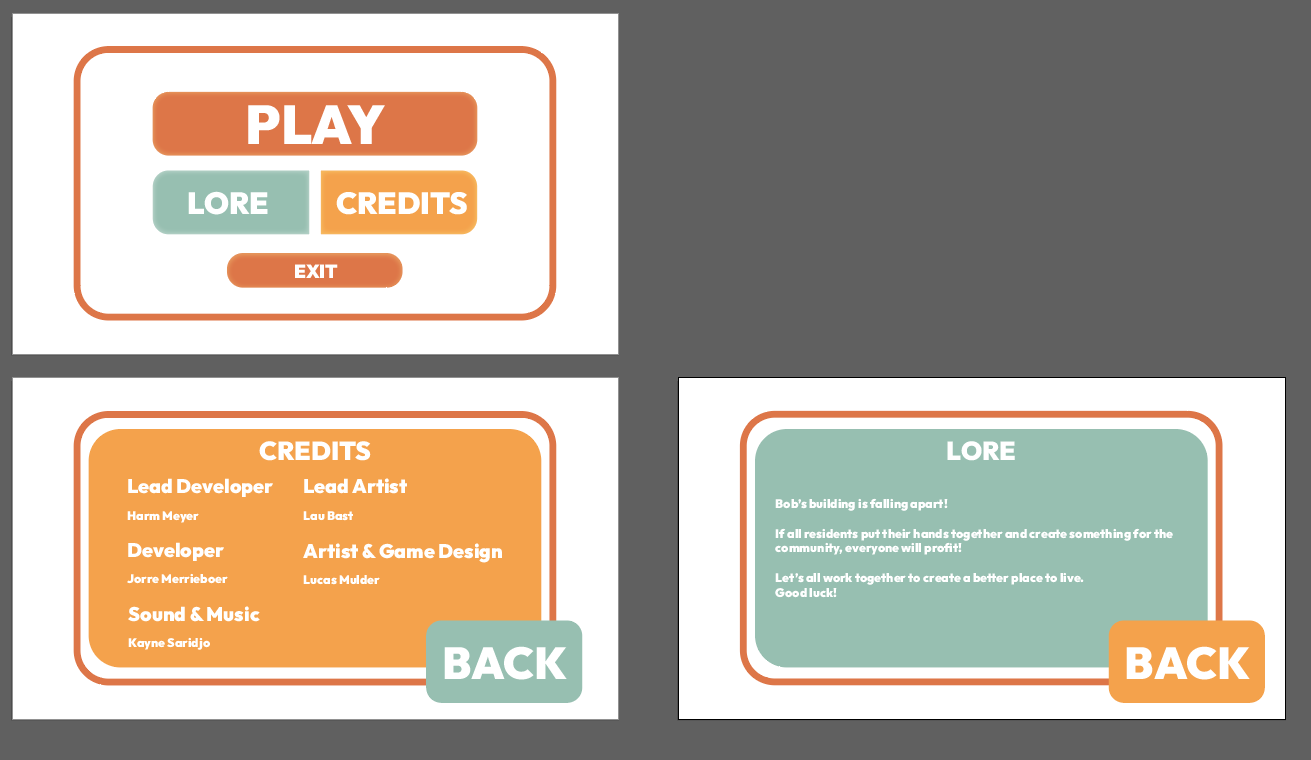 PLAY
LORE
CREDITS
EXIT
CREDITS
Lead Developer
Harm Meyer
Developer
Jorre Merrieboer
Sound & Music
Kayne Saridjo
Lead Artist
Lau Bast
Artist & Game Design
Lucas Mulder
BACK
LORE
Bob's building is falling apart!
If all residents put their hands together and create something for the
community, everyone will profit!
Let's all work together to create a better place to live.
Good luck!
BACK